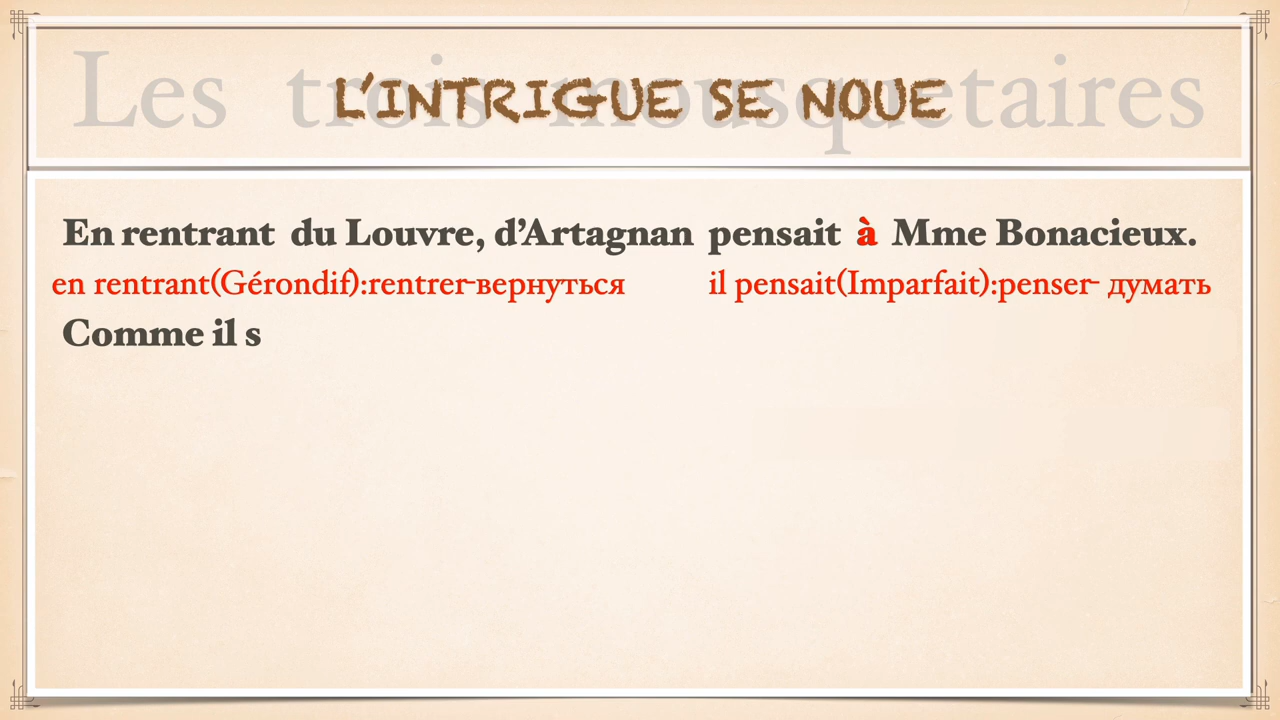 Les trois mousquetaires
L'INTRIGUE SE NOUE
En rentrant du Louvre, d'Artagnan pensait à Mme Bonacieux.
en rentrant(Gérondif):rentrer-вернуться il pensait(Imparfait):penser- думать
Comme il s